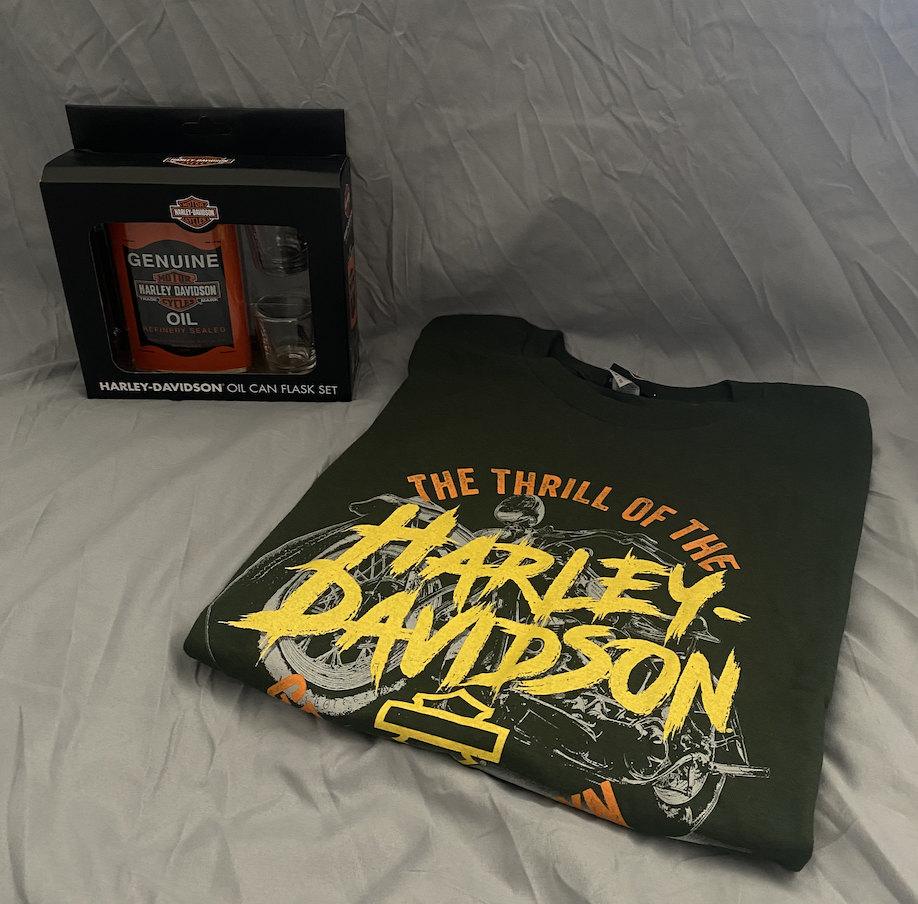 HARLEY-DAVIDSON
MOTOR
HARLEY-DAVIDSON
CYCLES
GENUINE
MOTOR
HARLEY DAVIDSON
TRADE MARK
CYCLES
OIL
REFINERY SEALED
HARLEY-DAVIDSON® OIL CAN FLASK SET
THE THRILL OF THE
HARLEY-
DAVIDSON